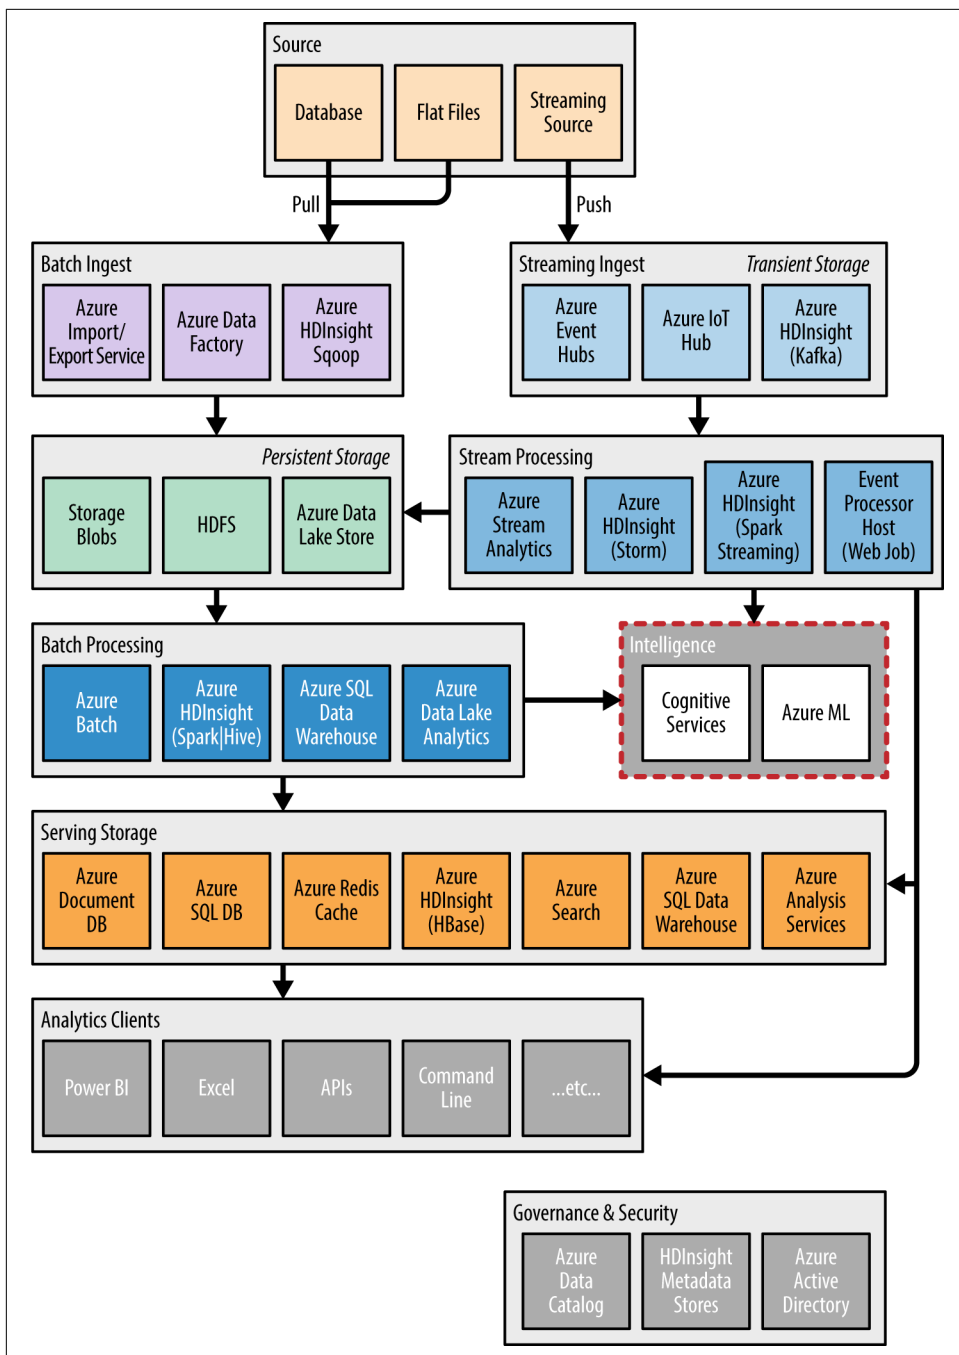 Source
Database
Flat Files
Streaming
Source
Pull
Push
Batch Ingest
Azure
Import/
Export Service
Azure Data
Factory
Azure
HDInsight
Sqoop
Streaming Ingest
Transient Storage
Azure
Event
Hubs
Azure IoT
Hub
Azure
HDInsight
(Kafka)
Persistent Storage
Storage
Blobs
HDFS
Azure Data
Lake Store
Stream Processing
Azure
Stream
Analytics
Azure
HDInsight
(Storm)
Azure
HDInsight
(Spark
Streaming)
Event
Processor
Host
(Web Job)
Batch Processing
Azure
Batch
Azure
HDInsight
(Spark|Hive)
Azure SQL
Data
Warehouse
Azure
Data Lake
Analytics
Intelligence
Cognitive
Services
Azure ML
Serving Storage
Azure
Document
DB
Azure
SQL DB
Azure Redis
Cache
Azure
HDInsight
(HBase)
Azure
Search
Azure
SQL Data
Warehouse
Azure
Analysis
Services
Analytics Clients
Power BI
Excel
APIs
Command
Line
...etc...
Governance & Security
Azure
Data
Catalog
HDInsight
Metadata
Stores
Azure
Active
Directory